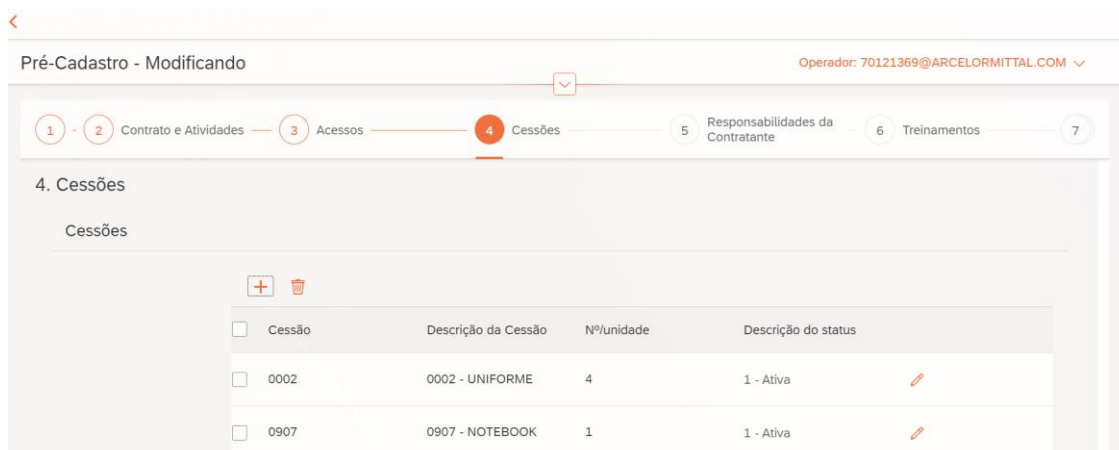 Pré-Cadastro - Modificando
Operador: 70121369@ARCELORMITTAL.COM
1 - 2 Contrato e Atividades 3 Acessos 4 Cessões 5 Responsabilidades da Contratante 6 Treinamentos 7
4. Cessões
Cessões
Cessão Descrição da Cessão Nº/unidade Descrição do status
0002 0002 - UNIFORME 4 1 - Ativa
0907 0907 - NOTEBOOK 1 1 - Ativa